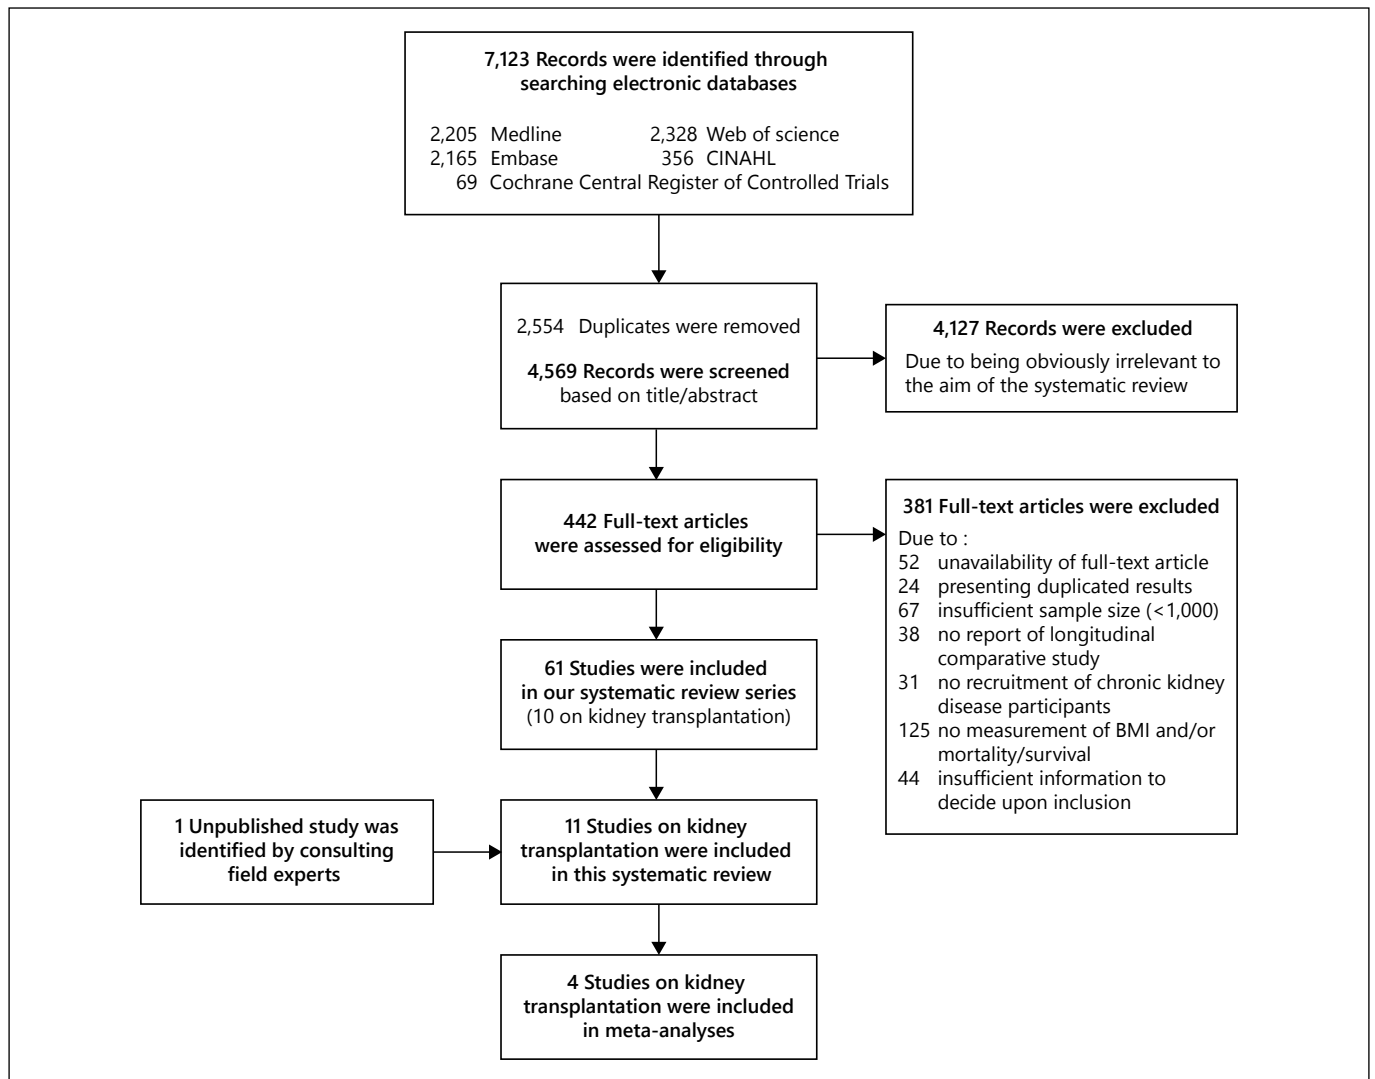 7,123 Records were identified through
searching electronic databases
2,205 Medline 2,328 Web of science
2,165 Embase 356 CINAHL
69 Cochrane Central Register of Controlled Trials
2,554 Duplicates were removed
4,569 Records were screened
based on title/abstract
4,127 Records were excluded
Due to being obviously irrelevant to
the aim of the systematic review
442 Full-text articles
were assessed for eligibility
381 Full-text articles were excluded
Due to :
52 unavailability of full-text article
24 presenting duplicated results
67 insufficient sample size (<1,000)
38 no report of longitudinal
comparative study
31 no recruitment of chronic kidney
disease participants
125 no measurement of BMI and/or
mortality/survival
44 insufficient information to
decide upon inclusion
61 Studies were included
in our systematic review series
(10 on kidney transplantation)
1 Unpublished study was
identified by consulting
field experts
11 Studies on kidney
transplantation were included
in this systematic review
4 Studies on kidney
transplantation were included
in meta-analyses